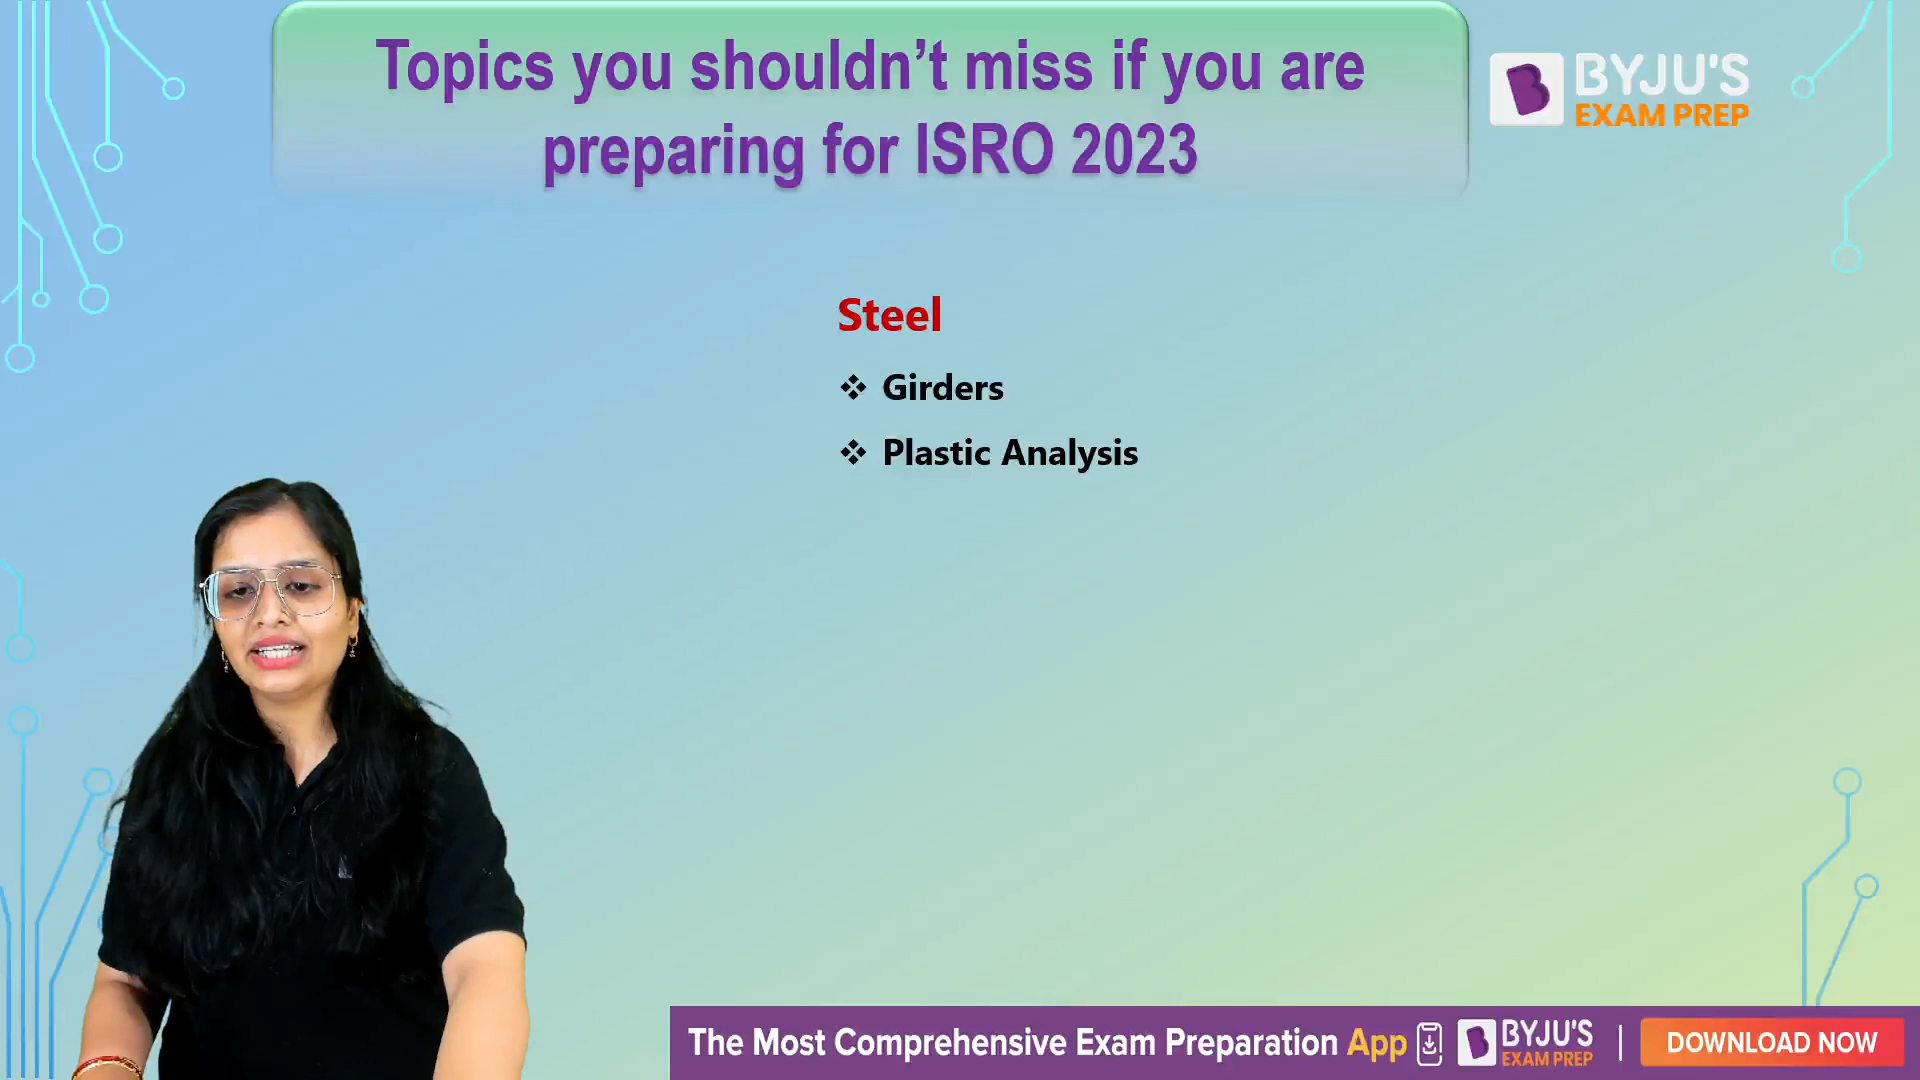 Topics you shouldn’t miss if you are
preparing for ISRO 2023
BYJU'S
EXAM PREP
Steel
❖ Girders
❖ Plastic Analysis
The Most Comprehensive Exam Preparation App
BYJU'S
EXAM PREP
DOWNLOAD NOW